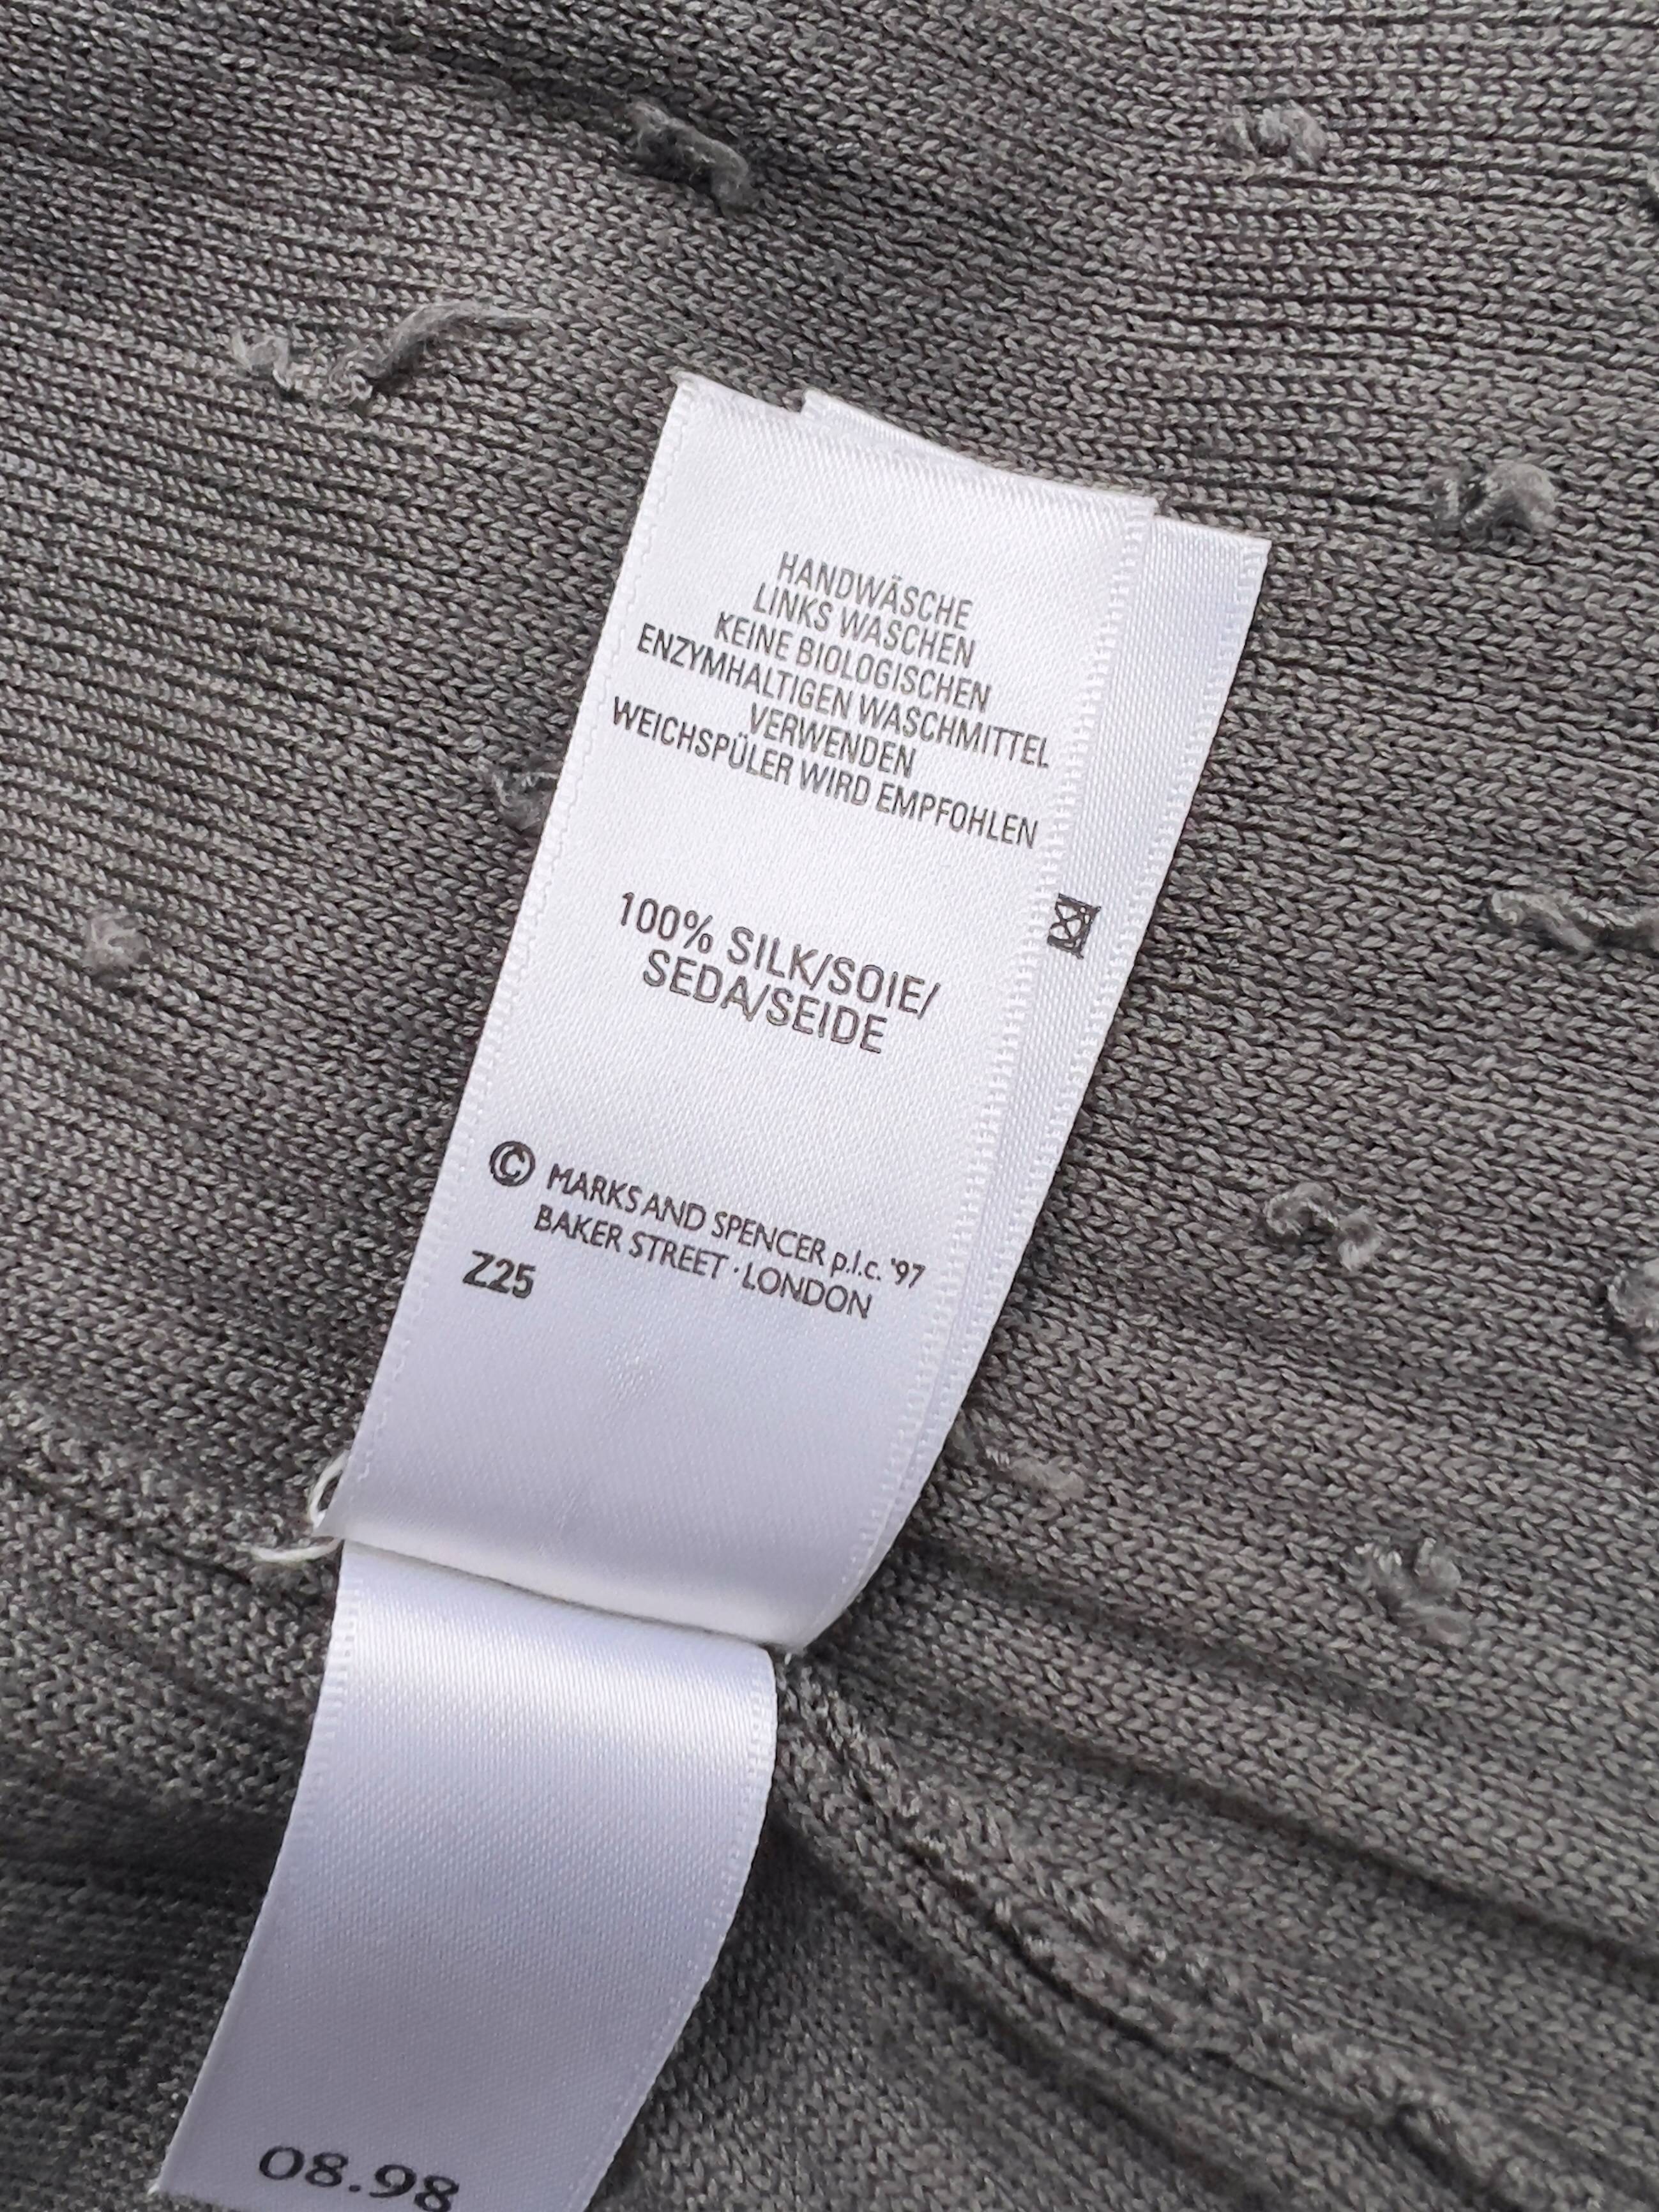 HANDWÄSCHE
LINKS WASCHEN
KEINE BIOLOGISCHEN
ENZYMHALTIGEN WASCHMITTEL
VERWENDEN
WEICHSPÜLER WIRD EMPFOHLEN
100% SILK/SOIE/
SEDA/SEIDE
© MARKS AND SPENCER p.l.c. '97
BAKER STREET · LONDON
Z25
08.98